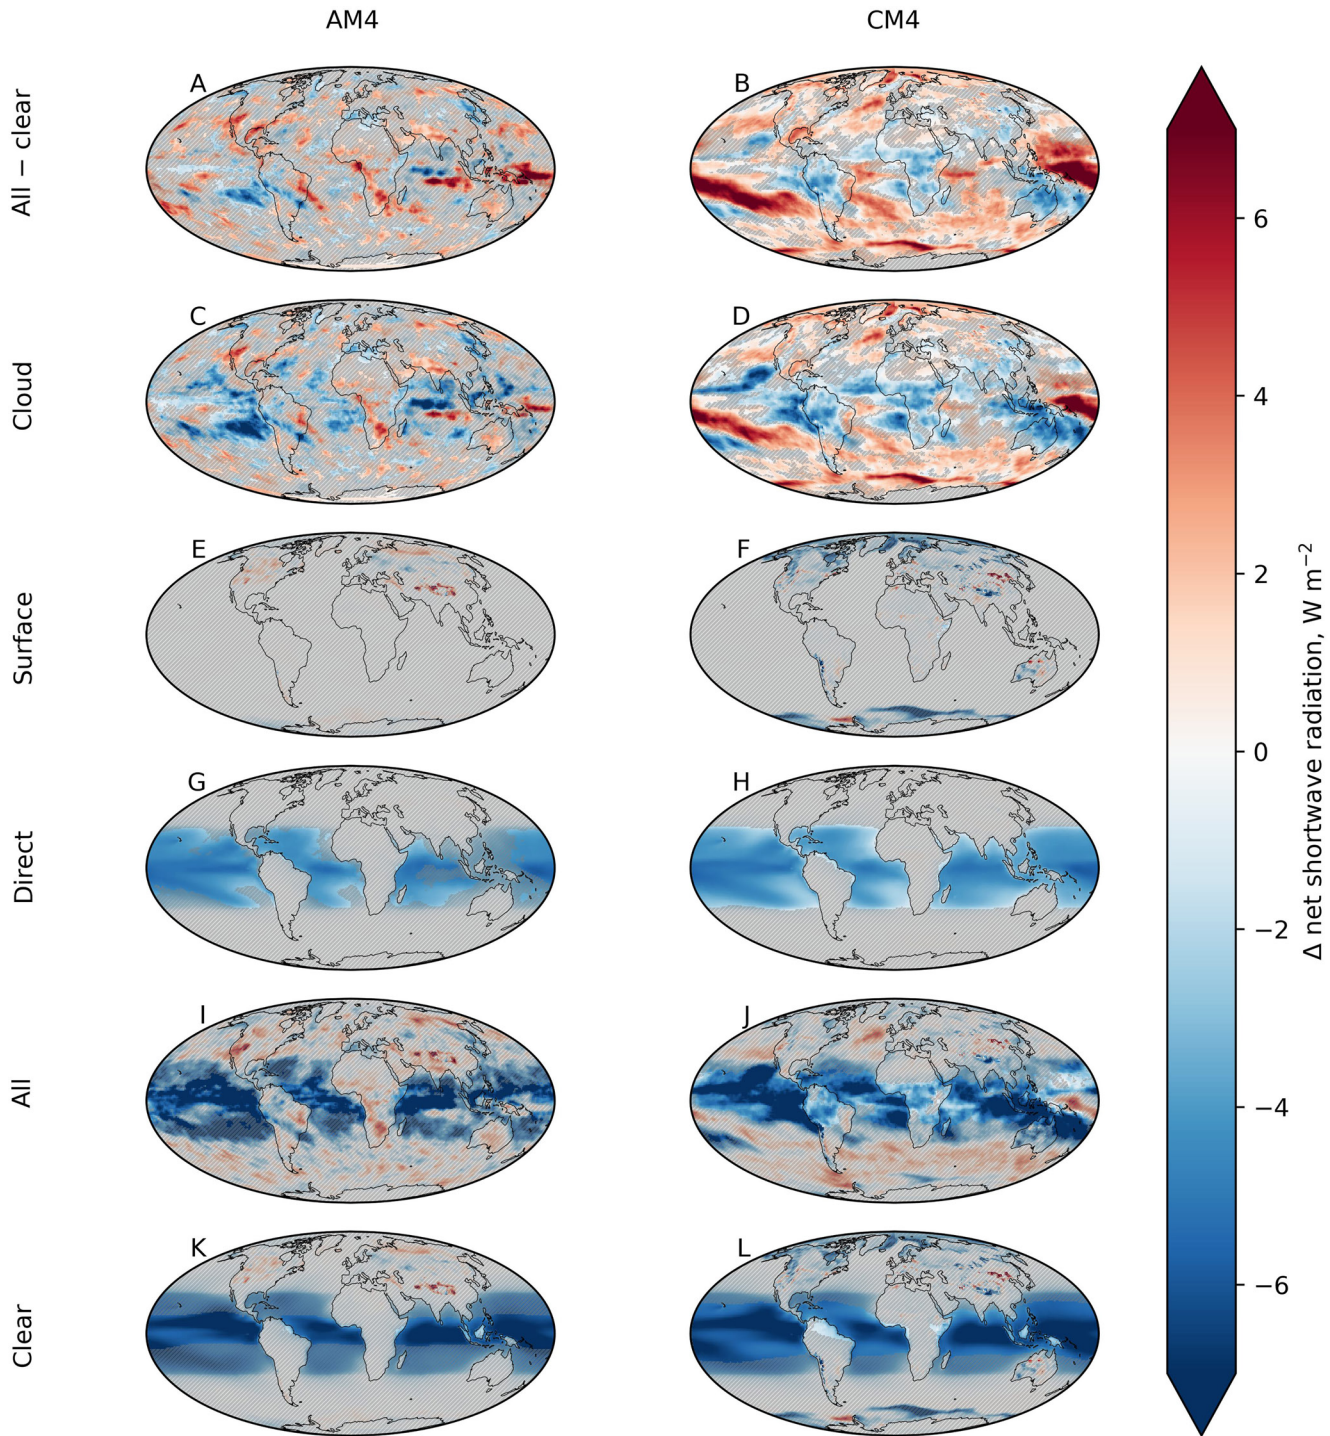 AM4 CM4
All − clear
A B
Cloud
C D
Surface
E F
Direct
G H
All
I J
Clear
K L
6
4
2
0
−2
−4
−6
Δ net shortwave radiation, W m⁻²